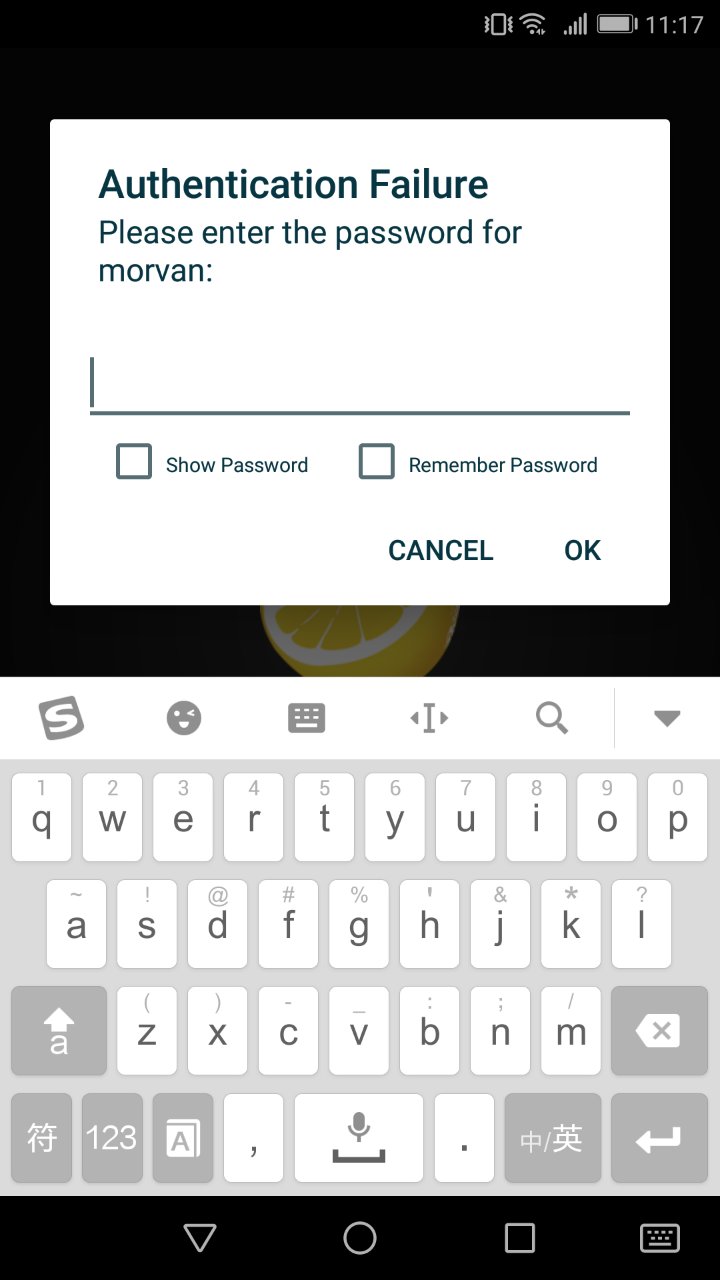 11:17
Authentication Failure
Please enter the password for
morvan:
Show Password Remember Password
CANCEL OK
S
1 2 3 4 5 6 7 8 9 0
q w e r t y u i o p
~ ! @ # % ' & * ?
a s d f g h j k l
( ) - _ : ; /
a z x c v b n m
符 123 A , . 中/英